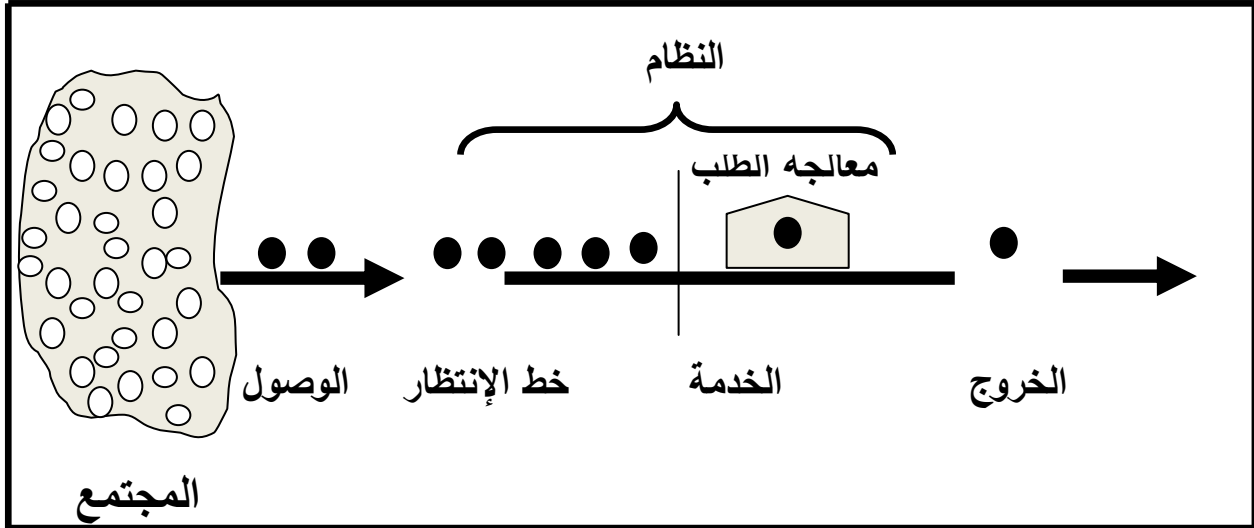 النظام
معالجه الطلب
الوصول
خط الإنتظار
الخدمة
الخروج
المجتمع